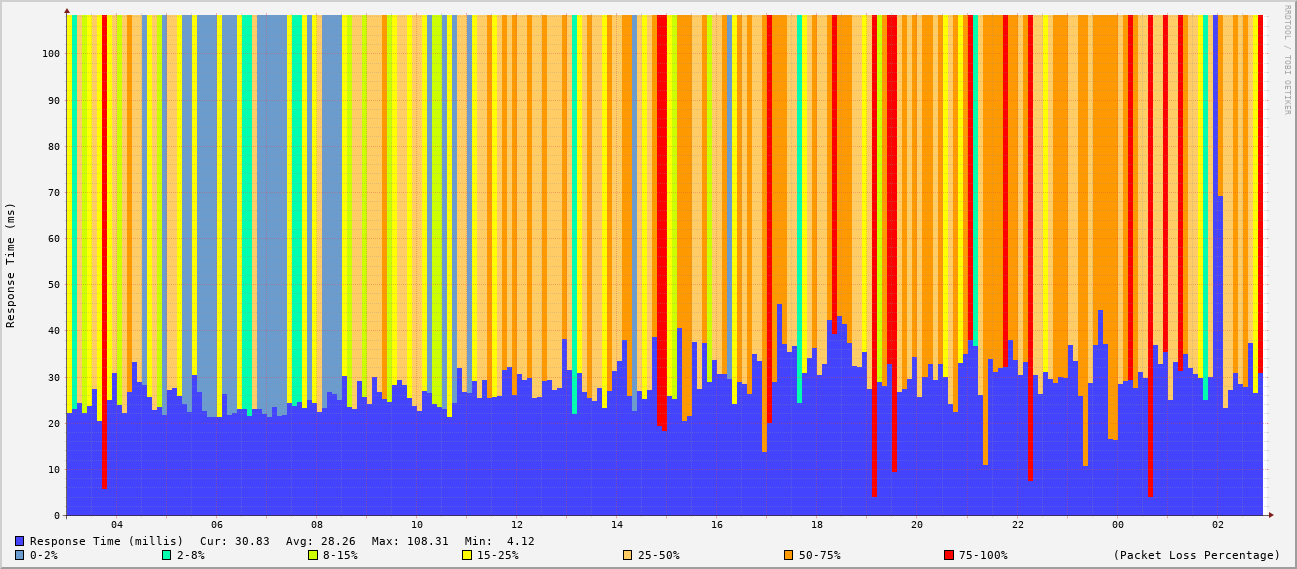 RRDTOOL / TOBI OETIKER
Response Time (ms)
100
90
80
70
60
50
40
30
20
10
0
04 06 08 10 12 14 16 18 20 22 00 02
Response Time (millis) Cur: 30.83 Avg: 28.26 Max: 108.31 Min: 4.12
0-2% 2-8% 8-15% 15-25% 25-50% 50-75% 75-100% (Packet Loss Percentage)